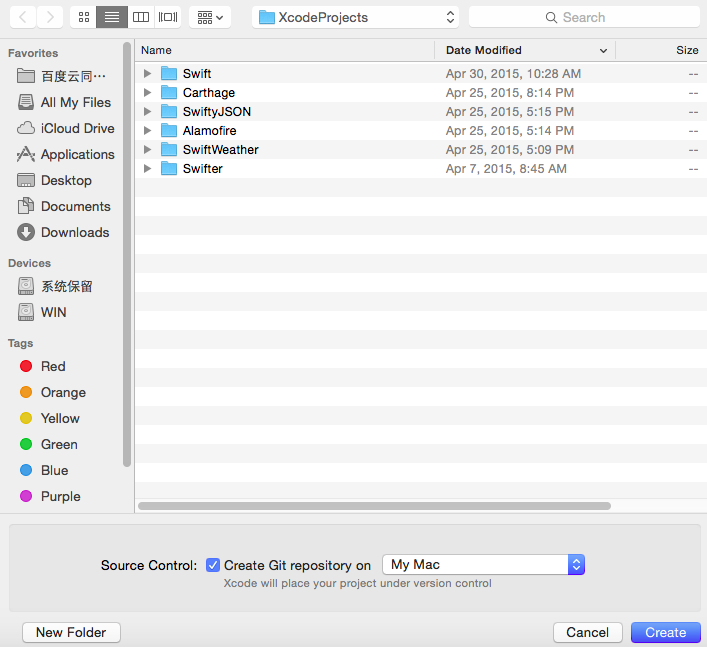 XcodeProjects
Search
Favorites
百度云同…
All My Files
iCloud Drive
Applications
Desktop
Documents
Downloads
Devices
系统保留
WIN
Tags
Red
Orange
Yellow
Green
Blue
Purple
Name Date Modified Size
Swift Apr 30, 2015, 10:28 AM --
Carthage Apr 25, 2015, 8:14 PM --
SwiftyJSON Apr 25, 2015, 5:15 PM --
Alamofire Apr 25, 2015, 5:14 PM --
SwiftWeather Apr 25, 2015, 5:09 PM --
Swifter Apr 7, 2015, 8:45 AM --
Source Control: Create Git repository on My Mac
Xcode will place your project under version control
New Folder Cancel Create